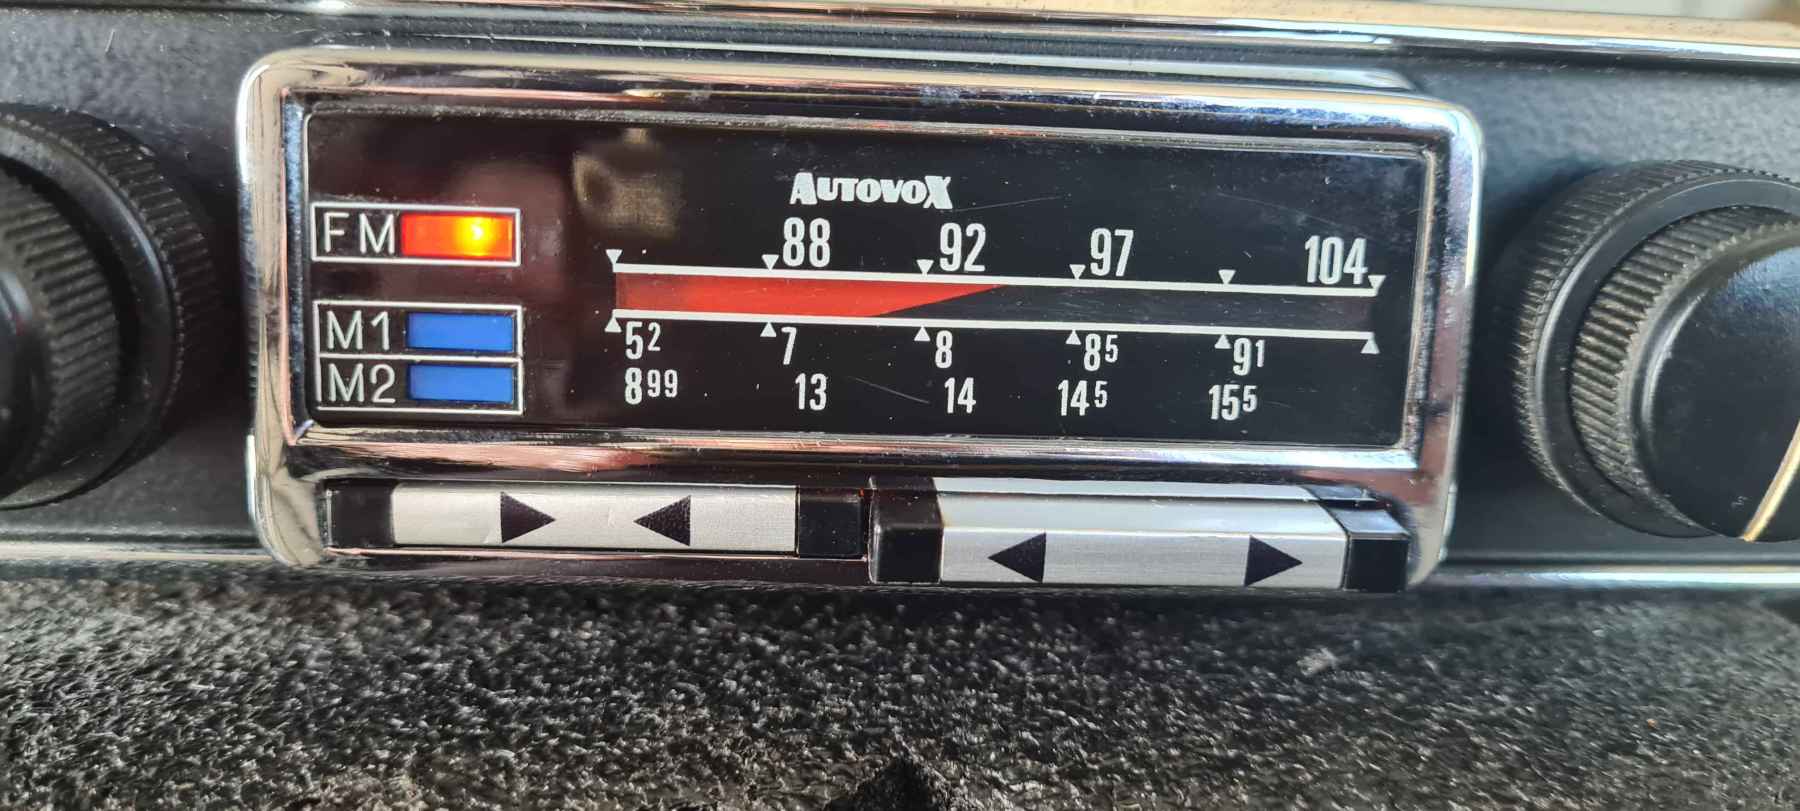 AUTOVOX
FM
88 92 97 104
M1
M2
5² 7 8 8⁵ 9¹
8⁹⁹ 13 14 14⁵ 15⁵